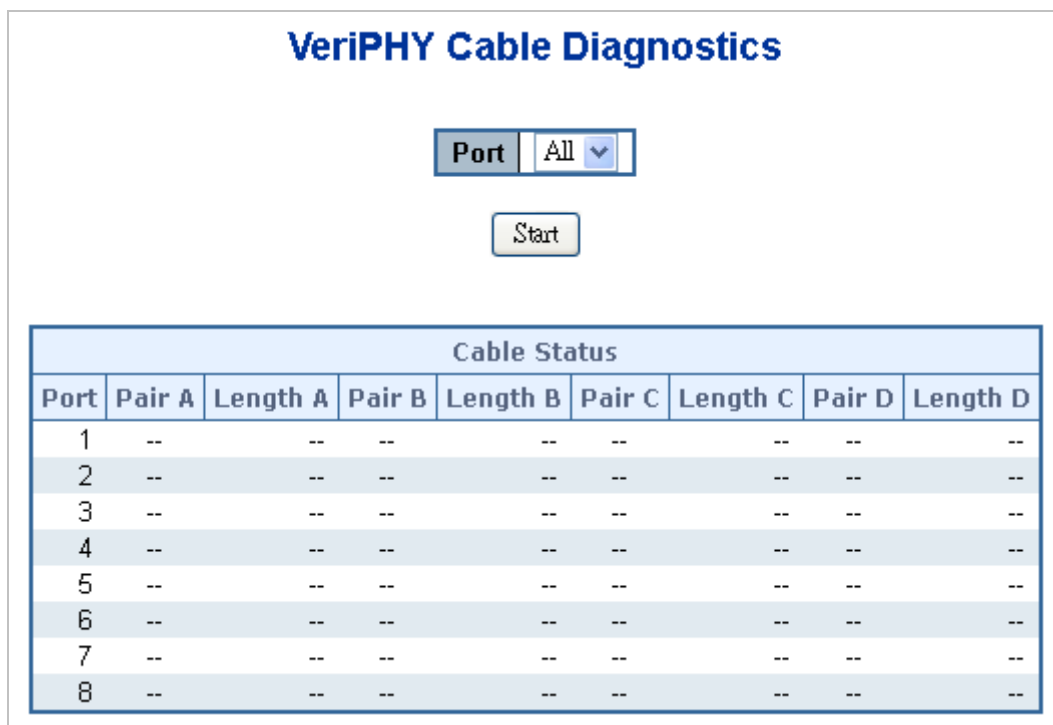 VeriPHY Cable Diagnostics
Port All
Start
Cable Status
Port Pair A Length A Pair B Length B Pair C Length C Pair D Length D
1 -- -- -- -- -- -- -- --
2 -- -- -- -- -- -- -- --
3 -- -- -- -- -- -- -- --
4 -- -- -- -- -- -- -- --
5 -- -- -- -- -- -- -- --
6 -- -- -- -- -- -- -- --
7 -- -- -- -- -- -- -- --
8 -- -- -- -- -- -- -- --